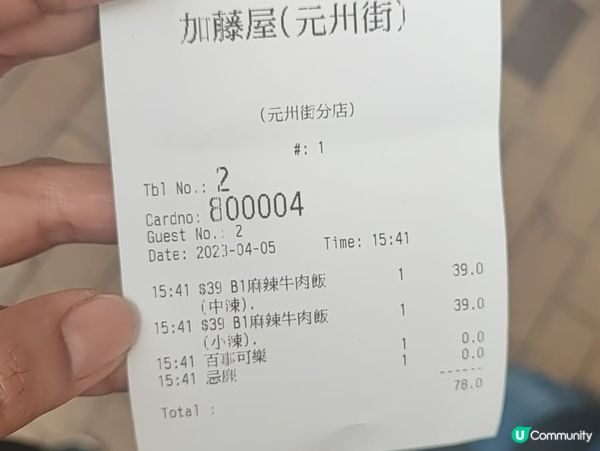 加藤屋(元州街)
(元州街分店)
#: 1
Tbl No.: 2
Cardno: 800004
Guest No.: 2
Date: 2023-04-05 Time: 15:41
15:41 $39 B1麻辣牛肉飯 1 39.0
(中辣).
15:41 $39 B1麻辣牛肉飯 1 39.0
(小辣).
15:41 百事可樂 1 0.0
15:41 忌廉 1 0.0
------
Total : 78.0
U Community